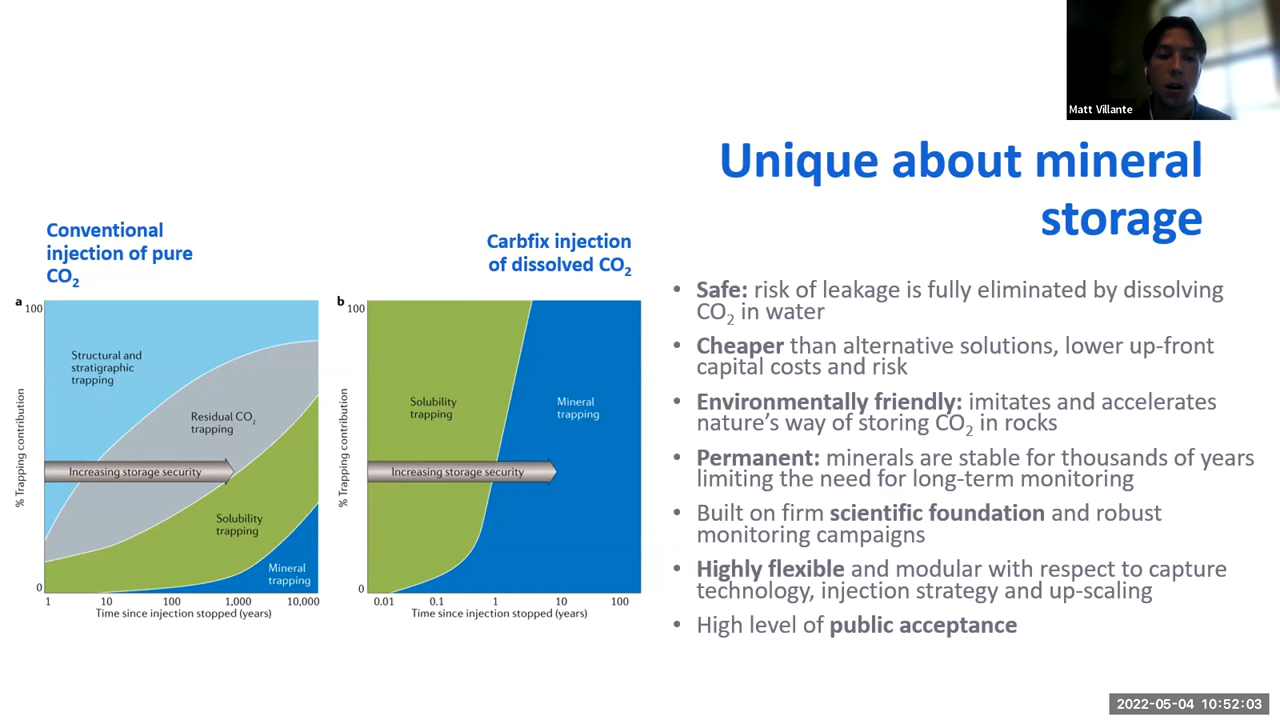 Matt Villante
Unique about mineral
storage
Conventional
injection of pure
CO₂
Carbfix injection
of dissolved CO₂
a
100
Structural and
stratigraphic
trapping
Residual CO₂
trapping
Increasing storage security
Solubility
trapping
Mineral
trapping
% Trapping contribution
0
1 10 100 1,000 10,000
Time since injection stopped (years)
b
100
Solubility
trapping
Mineral
trapping
Increasing storage security
% Trapping contribution
0
0.01 0.1 1 10 100
Time since injection stopped (years)
• Safe: risk of leakage is fully eliminated by dissolving
CO₂ in water
• Cheaper than alternative solutions, lower up-front
capital costs and risk
• Environmentally friendly: imitates and accelerates
nature’s way of storing CO₂ in rocks
• Permanent: minerals are stable for thousands of years
limiting the need for long-term monitoring
• Built on firm scientific foundation and robust
monitoring campaigns
• Highly flexible and modular with respect to capture
technology, injection strategy and up-scaling
• High level of public acceptance
2022-05-04 10:52:03